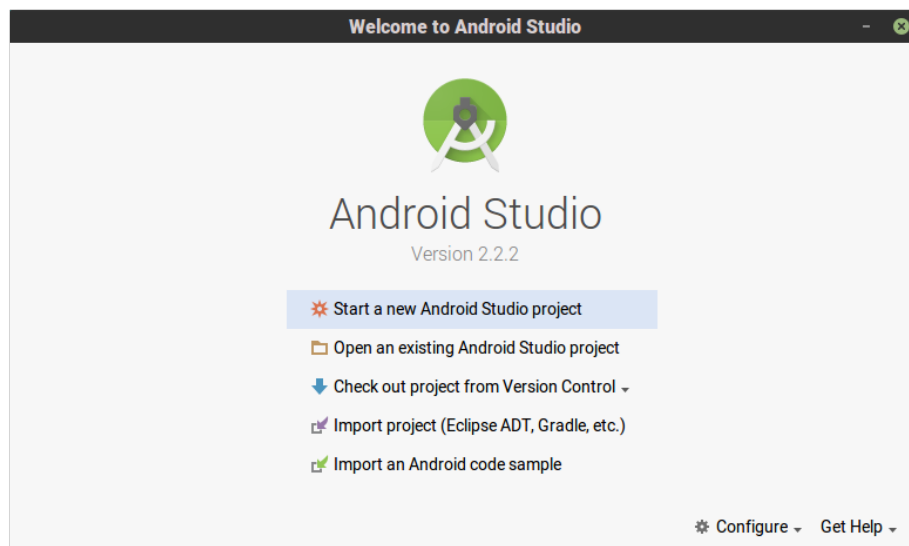 Welcome to Android Studio
Android Studio
Version 2.2.2
Start a new Android Studio project
Open an existing Android Studio project
Check out project from Version Control
Import project (Eclipse ADT, Gradle, etc.)
Import an Android code sample
Configure Get Help